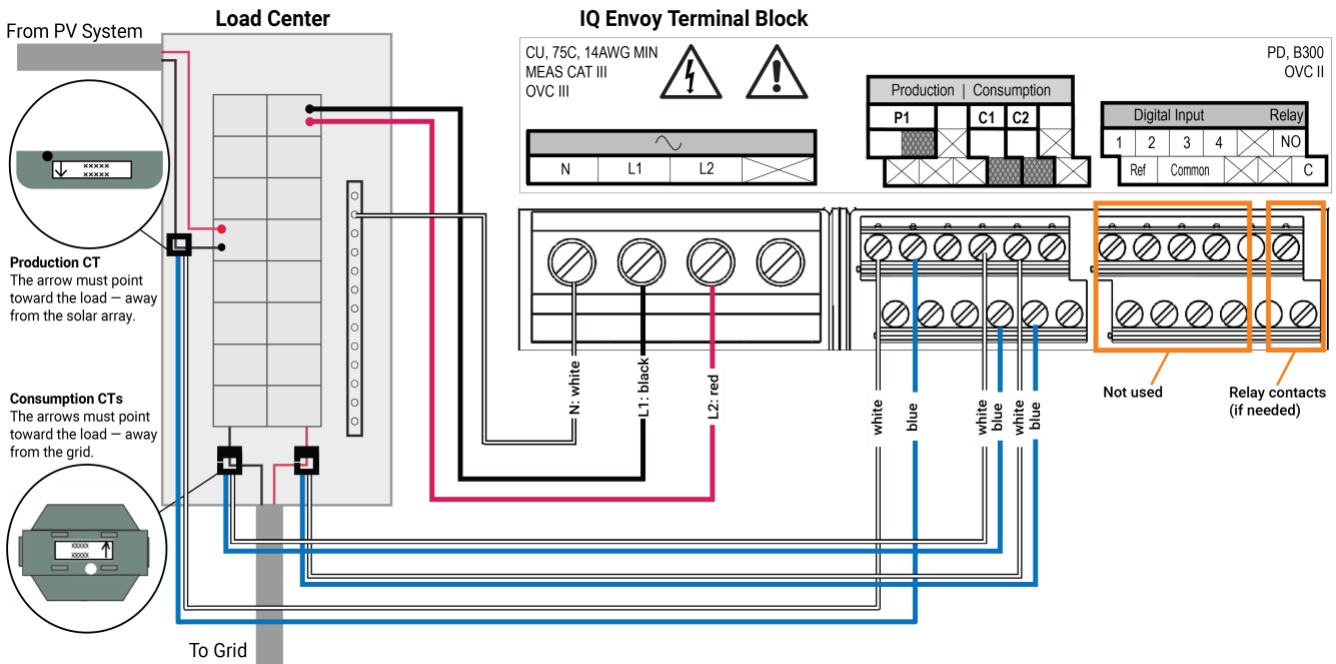 Load Center
IQ Envoy Terminal Block
From PV System
CU, 75C, 14AWG MIN
MEAS CAT III
OVC III
PD, B300
OVC II
Production | Consumption
P1 C1 C2
Digital Input Relay
1 2 3 4 NO
Ref Common C
N L1 L2
xxxxx
xxxxx
Production CT
The arrow must point
toward the load — away
from the solar array.
Consumption CTs
The arrows must point
toward the load — away
from the grid.
XXXXX
XXXXX
N: white
L1: black
L2: red
white
blue
white
blue
white
blue
Not used
Relay contacts
(if needed)
To Grid